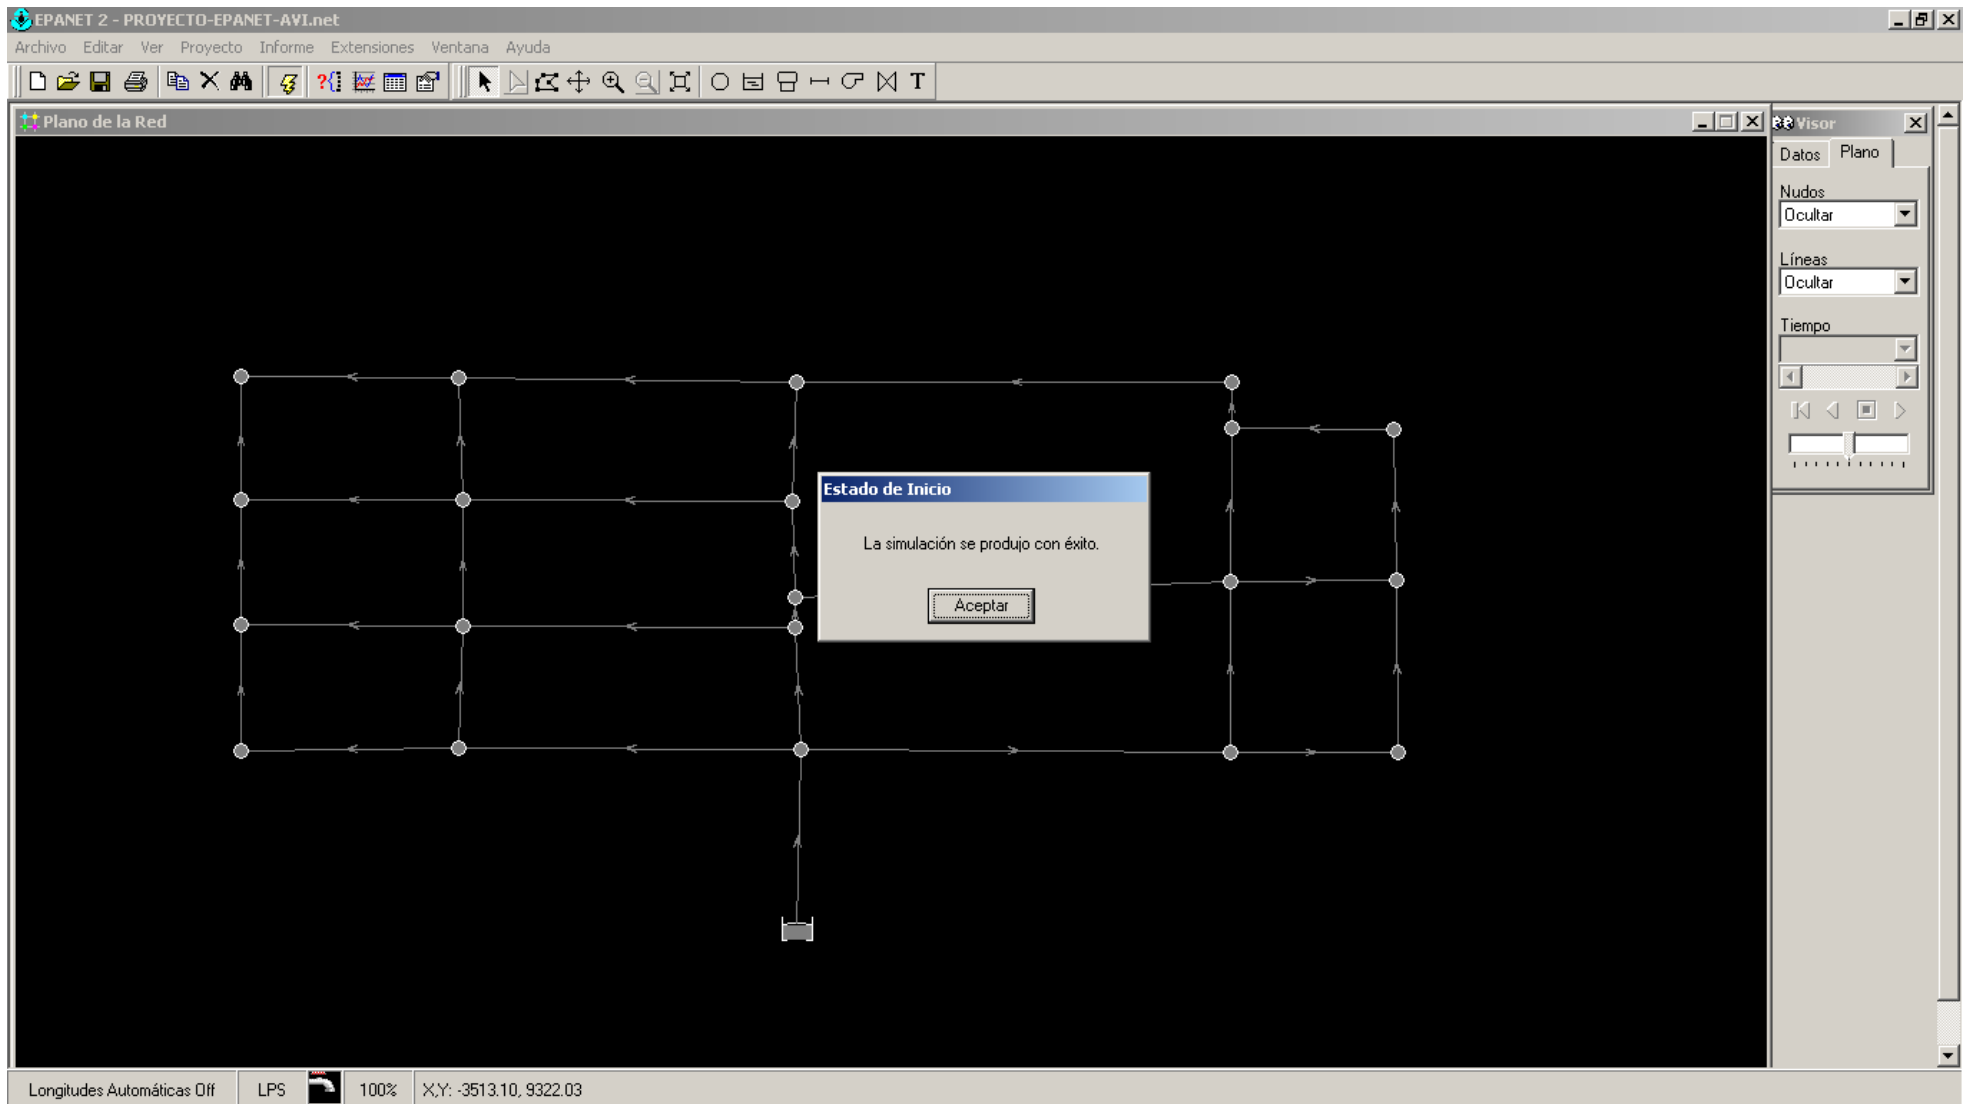 EPANET 2 - PROYECTO-EPANET-AVI.net
Archivo Editar Ver Proyecto Informe Extensiones Ventana Ayuda
T
Plano de la Red
Visor
Datos Plano
Nudos
Ocultar
Líneas
Ocultar
Tiempo
Estado de Inicio
La simulación se produjo con éxito.
Aceptar
Longitudes Automáticas Off LPS 100% X,Y: -3513.10, 9322.03